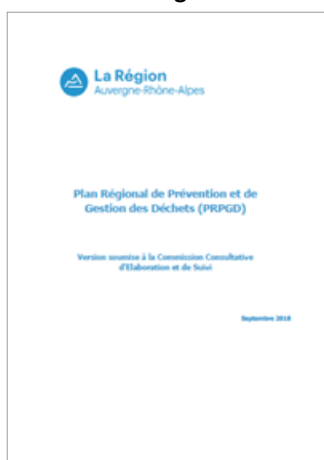 La Région
Auvergne-Rhône-Alpes
Plan Régional de Prévention et de
Gestion des Déchets (PRPGD)
Version soumise à la Commission Consultative
d'Elaboration et de Suivi
Septembre 2018